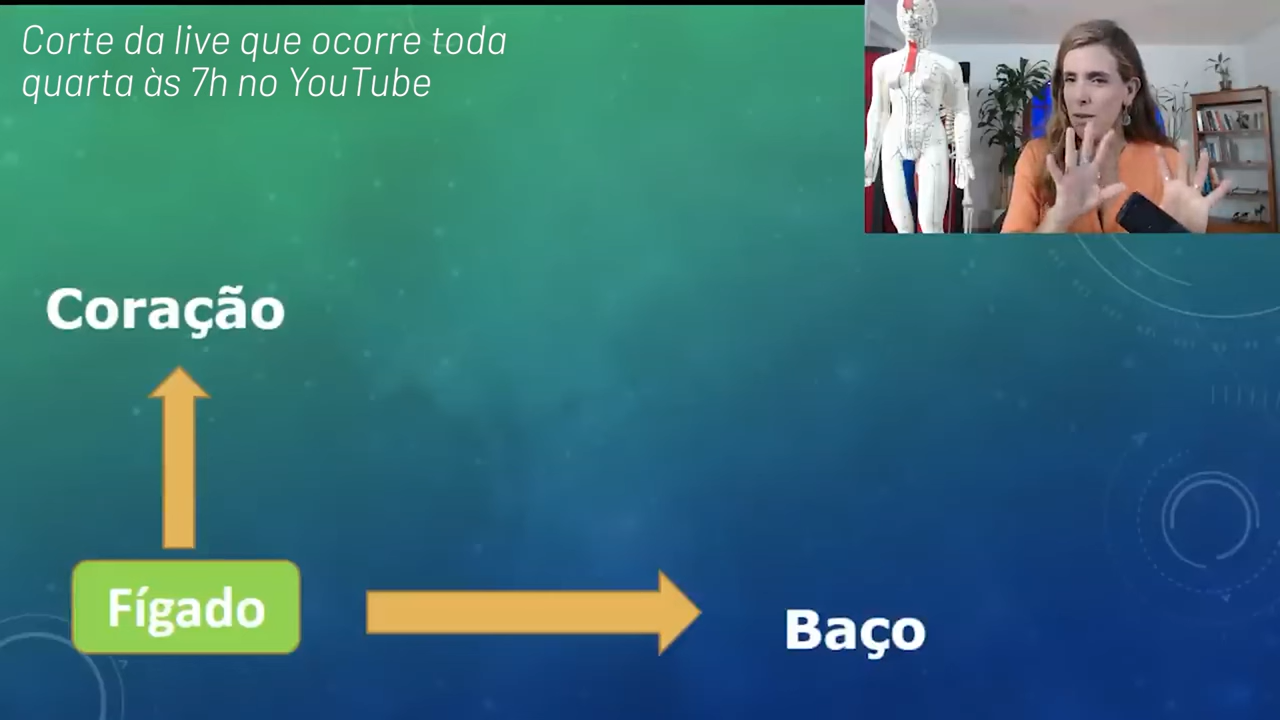 Corte da live que ocorre toda
quarta às 7h no YouTube
Coração
Fígado
Baço